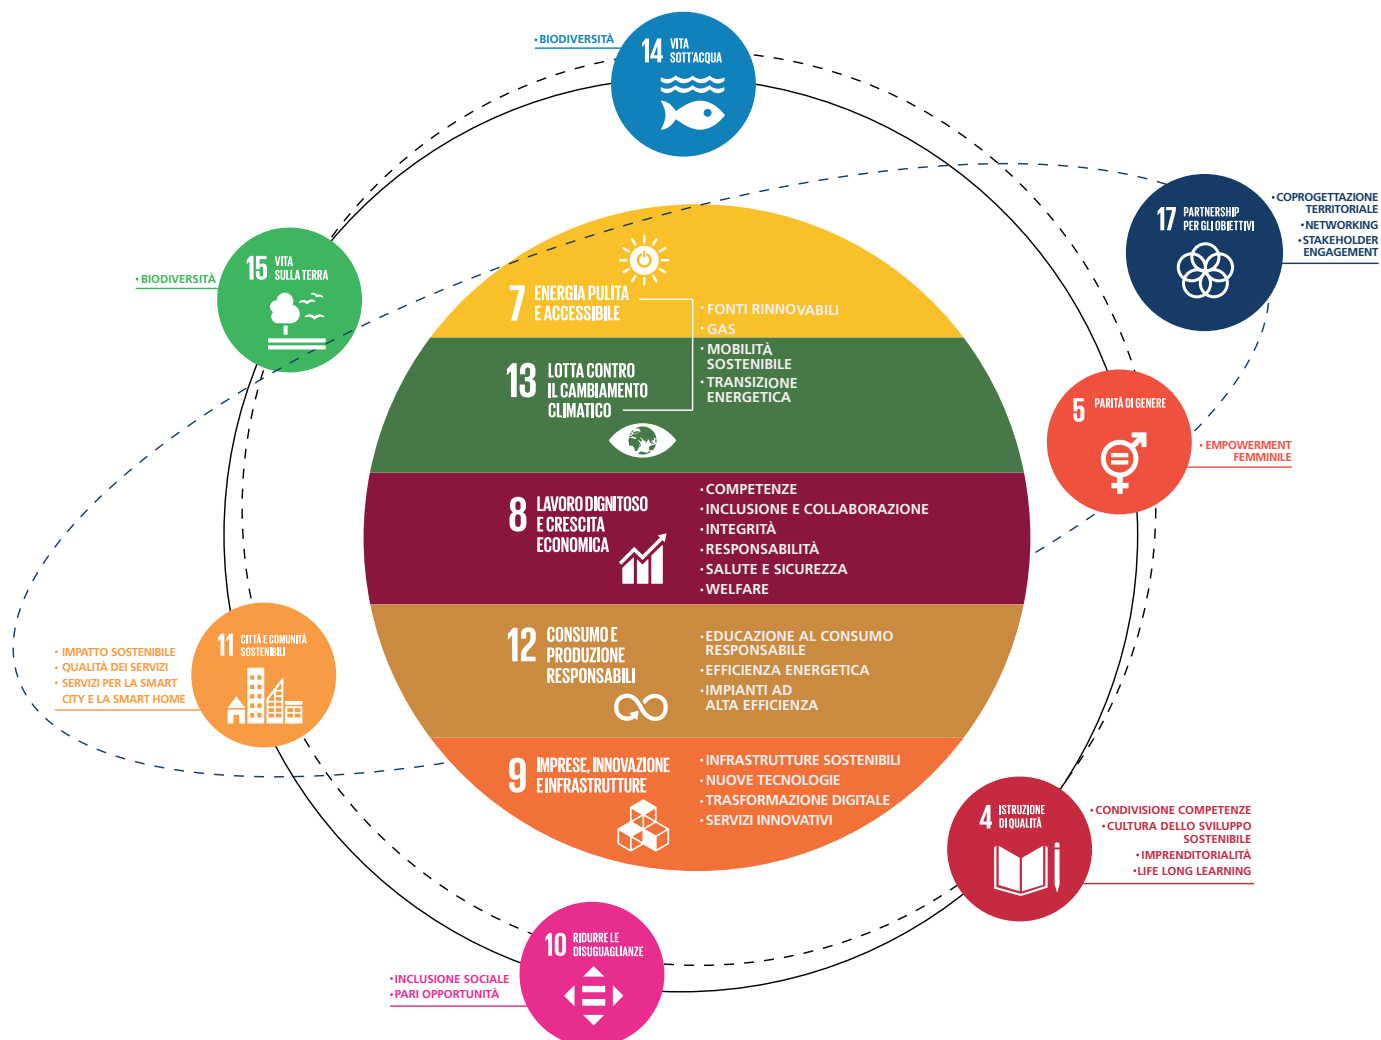 • BIODIVERSITÀ
14 VITA
SOTT'ACQUA
17 PARTNERSHIP
PER GLI OBIETTIVI
• COPROGETTAZIONE
TERRITORIALE
• NETWORKING
• STAKEHOLDER
ENGAGEMENT
15 VITA
SULLA TERRA
• BIODIVERSITÀ
7 ENERGIA PULITA
E ACCESSIBILE
13 LOTTA CONTRO
IL CAMBIAMENTO
CLIMATICO
• FONTI RINNOVABILI
• GAS
• MOBILITÀ
SOSTENIBILE
• TRANSIZIONE
ENERGETICA
5 PARITÀ DI GENERE
• EMPOWERMENT
FEMMINILE
8 LAVORO DIGNITOSO
E CRESCITA
ECONOMICA
• COMPETENZE
• INCLUSIONE E COLLABORAZIONE
• INTEGRITÀ
• RESPONSABILITÀ
• SALUTE E SICUREZZA
• WELFARE
11 CITTÀ E COMUNITÀ
SOSTENIBILI
• IMPATTO SOSTENIBILE
• QUALITÀ DEI SERVIZI
• SERVIZI PER LA SMART
CITY E LA SMART HOME
12 CONSUMO E
PRODUZIONE
RESPONSABILI
• EDUCAZIONE AL CONSUMO
RESPONSABILE
• EFFICIENZA ENERGETICA
• IMPIANTI AD
ALTA EFFICIENZA
9 IMPRESE, INNOVAZIONE
E INFRASTRUTTURE
• INFRASTRUTTURE SOSTENIBILI
• NUOVE TECNOLOGIE
• TRASFORMAZIONE DIGITALE
• SERVIZI INNOVATIVI
4 ISTRUZIONE
DI QUALITÀ
• CONDIVISIONE COMPETENZE
• CULTURA DELLO SVILUPPO
SOSTENIBILE
• IMPRENDITORIALITÀ
• LIFE LONG LEARNING
10 RIDURRE LE
DISUGUAGLIANZE
• INCLUSIONE SOCIALE
• PARI OPPORTUNITÀ